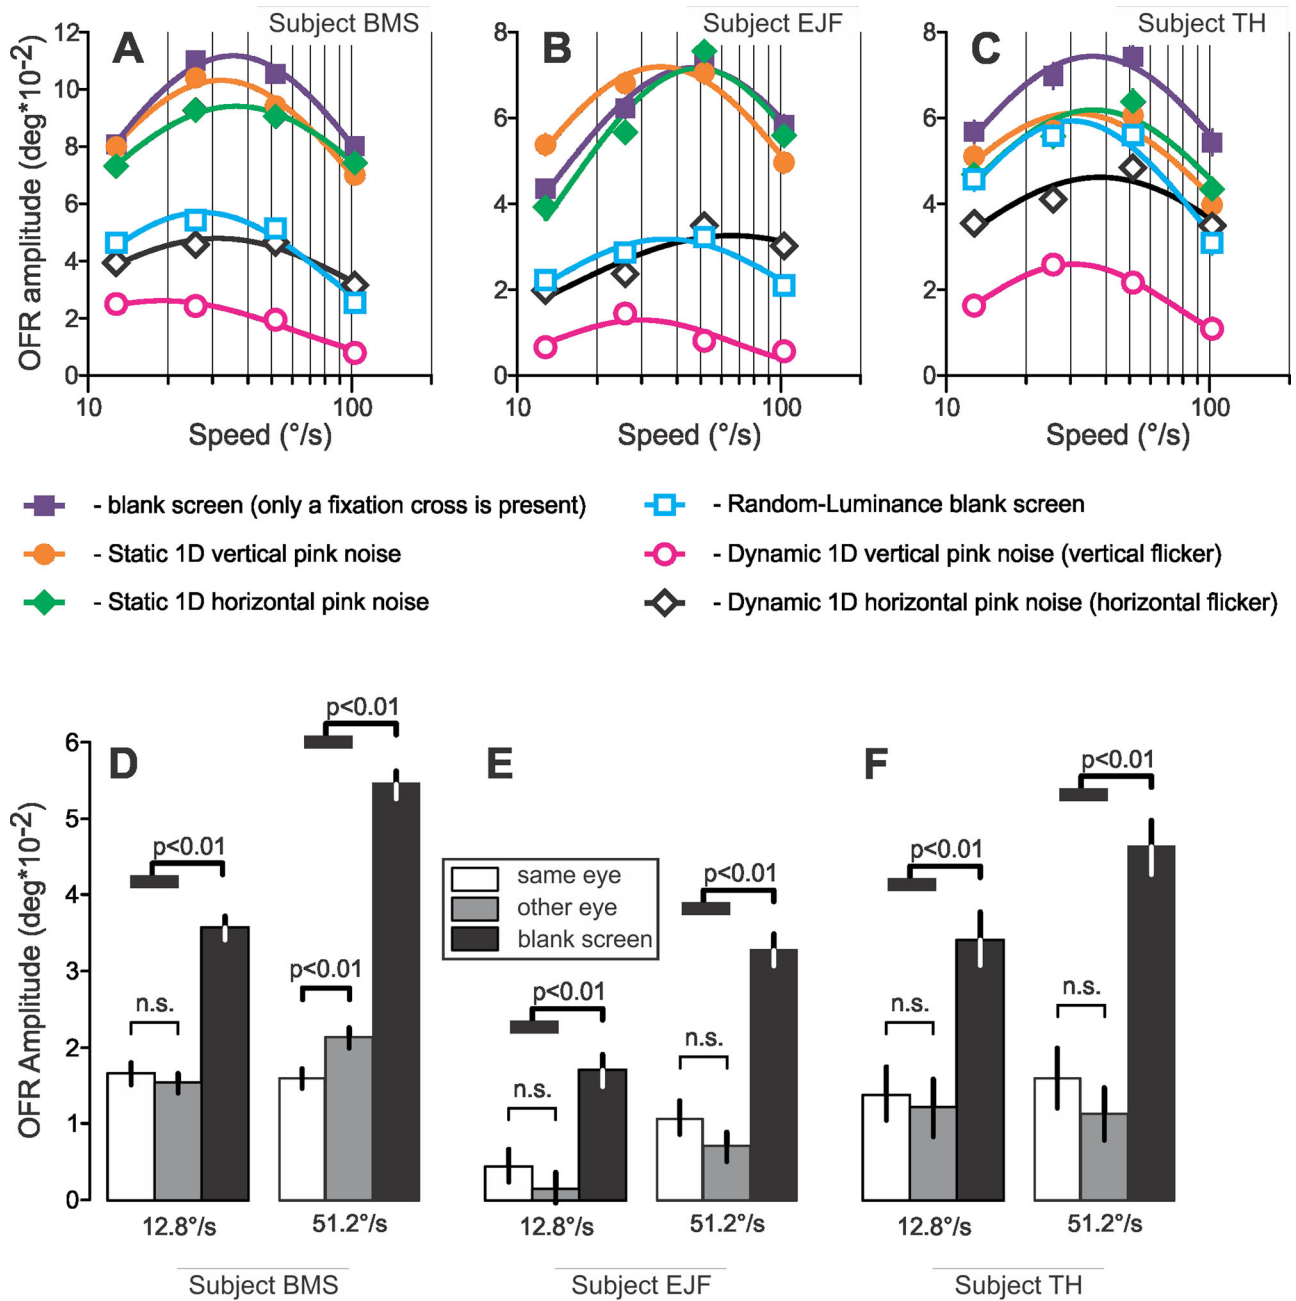 Subject BMS
Subject EJF
Subject TH
A
B
C
OFR amplitude (deg*10-2)
12
10
8
6
4
2
0
8
6
4
2
0
8
6
4
2
0
10
100
10
100
10
100
Speed (°/s)
Speed (°/s)
Speed (°/s)
- blank screen (only a fixation cross is present)
- Static 1D vertical pink noise
- Static 1D horizontal pink noise
- Random-Luminance blank screen
- Dynamic 1D vertical pink noise (vertical flicker)
- Dynamic 1D horizontal pink noise (horizontal flicker)
OFR Amplitude (deg*10-2)
6
5
4
3
2
1
0
D
p<0.01
p<0.01
p<0.01
n.s.
12.8°/s
51.2°/s
Subject BMS
E
same eye
other eye
blank screen
p<0.01
p<0.01
n.s.
n.s.
12.8°/s
51.2°/s
Subject EJF
F
p<0.01
p<0.01
n.s.
n.s.
12.8°/s
51.2°/s
Subject TH